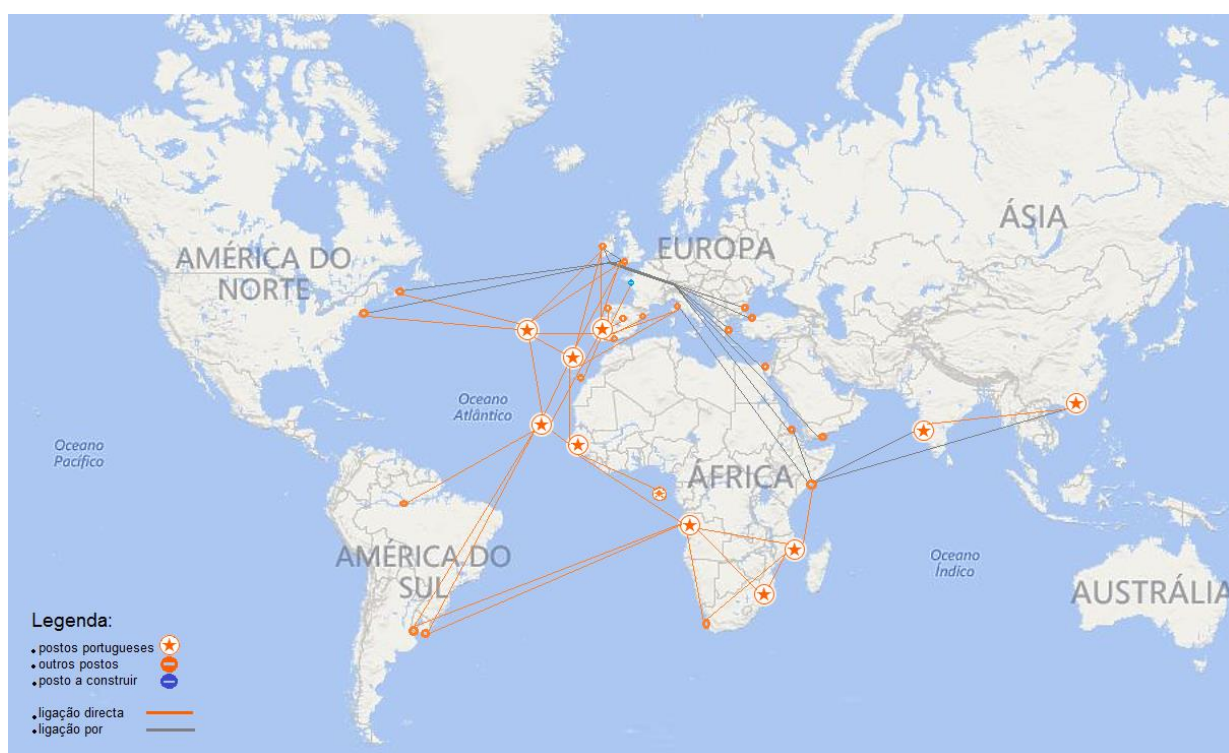 ÁSIA
EUROPA
AMÉRICA DO
NORTE
Oceano
Atlântico
Oceano
Pacífico
ÁFRICA
AMÉRICA DO
SUL
Oceano
Índico
AUSTRÁLIA
Legenda:
. postos portugueses
. outros postos
. posto a construir
. ligação directa
. ligação por